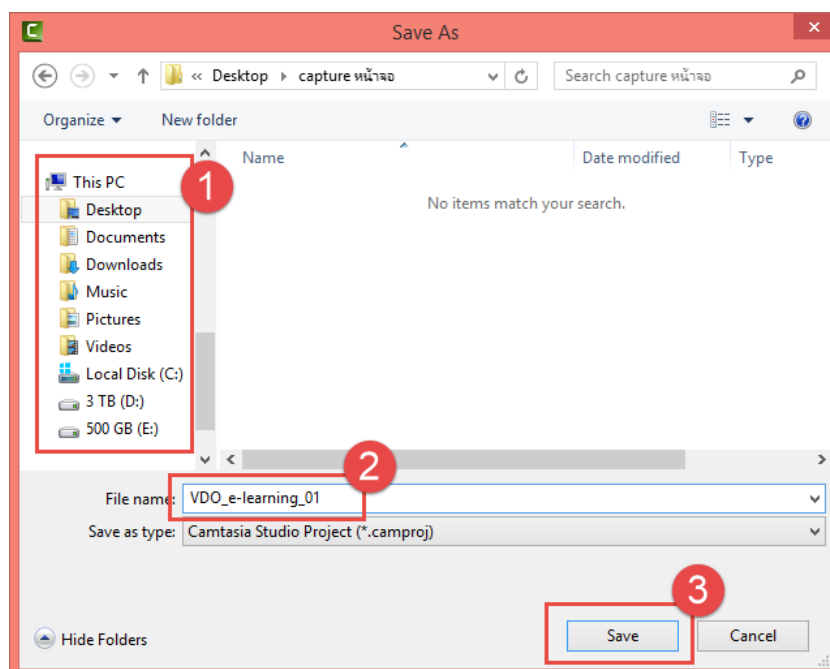 Save As
« Desktop ▸ capture หน้าจอ
Search capture หน้าจอ
Organize New folder
Name Date modified Type
No items match your search.
This PC
Desktop
Documents
Downloads
Music
Pictures
Videos
Local Disk (C:)
3 TB (D:)
500 GB (E:)
1
2
File name: VDO_e-learning_01
Save as type: Camtasia Studio Project (*.camproj)
3
Hide Folders
Save Cancel